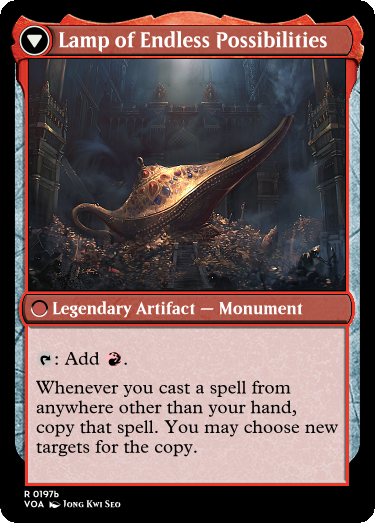 Lamp of Endless Possibilities
Legendary Artifact — Monument
: Add .
Whenever you cast a spell from
anywhere other than your hand,
copy that spell. You may choose new
targets for the copy.
R 0197b
VOA Jong Kwi Seo